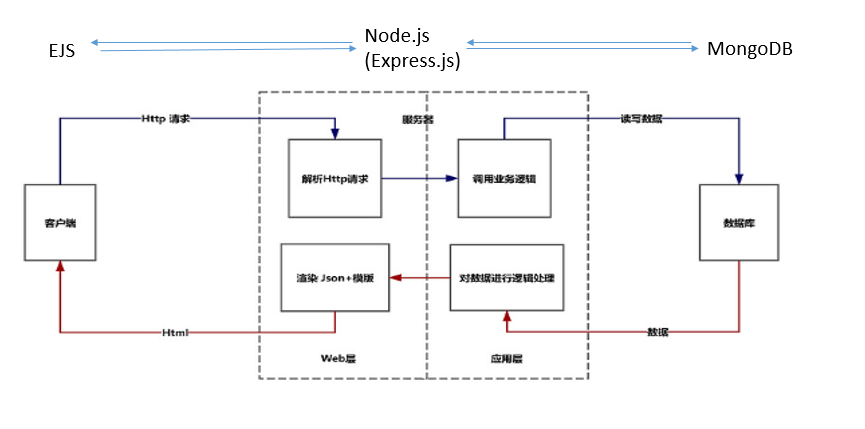 EJS
Node.js
(Express.js)
MongoDB
Http 请求
服务器
读写数据
解析Http请求
调用业务逻辑
客户端
数据库
渲染 Json+模版
对数据进行逻辑处理
Html
数据
Web层
应用层